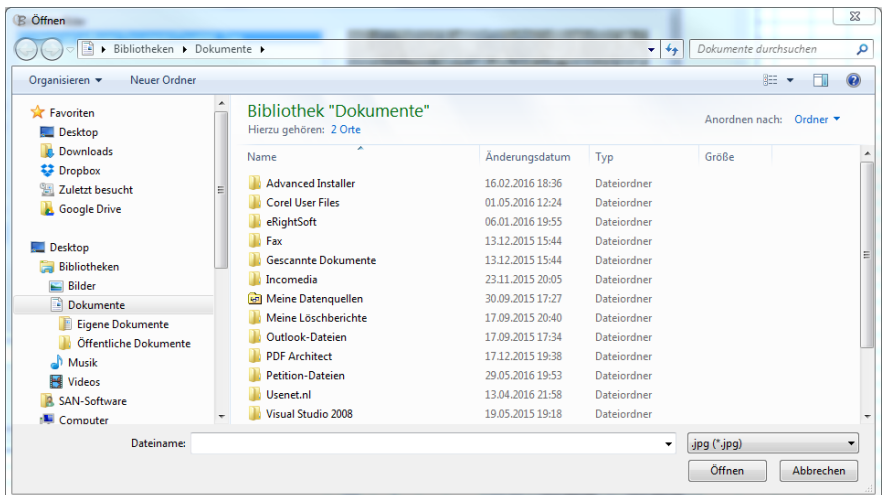 Öffnen
Bibliotheken Dokumente
Dokumente durchsuchen
Organisieren Neuer Ordner
Favoriten
Desktop
Downloads
Dropbox
Zuletzt besucht
Google Drive
Desktop
Bibliotheken
Bilder
Dokumente
Eigene Dokumente
Öffentliche Dokumente
Musik
Videos
SAN-Software
Computer
Bibliothek "Dokumente"
Hierzu gehören: 2 Orte
Anordnen nach: Ordner
Name Änderungsdatum Typ Größe
Advanced Installer 16.02.2016 18:36 Dateiordner
Corel User Files 01.05.2016 12:24 Dateiordner
eRightSoft 06.01.2016 19:55 Dateiordner
Fax 13.12.2015 15:44 Dateiordner
Gescannte Dokumente 13.12.2015 15:44 Dateiordner
Incomedia 23.11.2015 20:05 Dateiordner
Meine Datenquellen 30.09.2015 17:27 Dateiordner
Meine Löschberichte 17.09.2015 20:40 Dateiordner
Outlook-Dateien 17.09.2015 17:34 Dateiordner
PDF Architect 17.12.2015 19:38 Dateiordner
Petition-Dateien 29.05.2016 19:53 Dateiordner
Usenet.nl 13.04.2016 21:58 Dateiordner
Visual Studio 2008 19.05.2015 19:18 Dateiordner
Dateiname: .jpg (*.jpg)
Öffnen Abbrechen